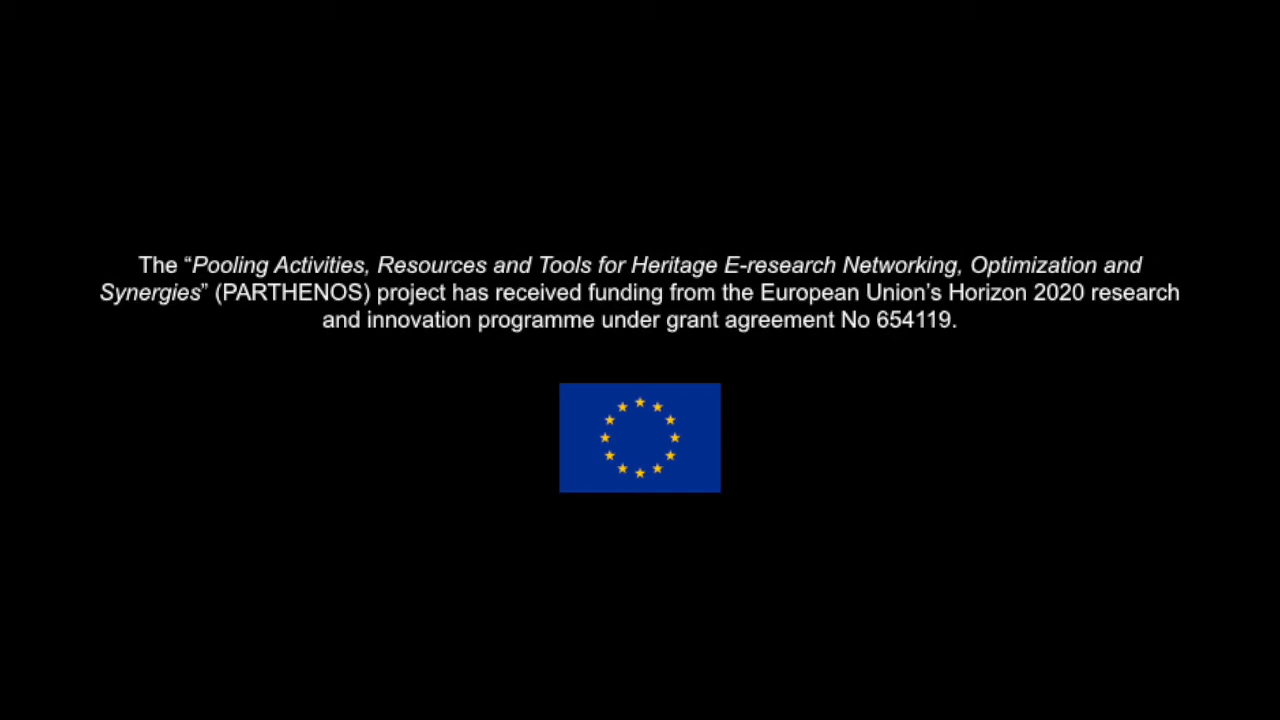 The “Pooling Activities, Resources and Tools for Heritage E-research Networking, Optimization and
Synergies” (PARTHENOS) project has received funding from the European Union’s Horizon 2020 research
and innovation programme under grant agreement No 654119.